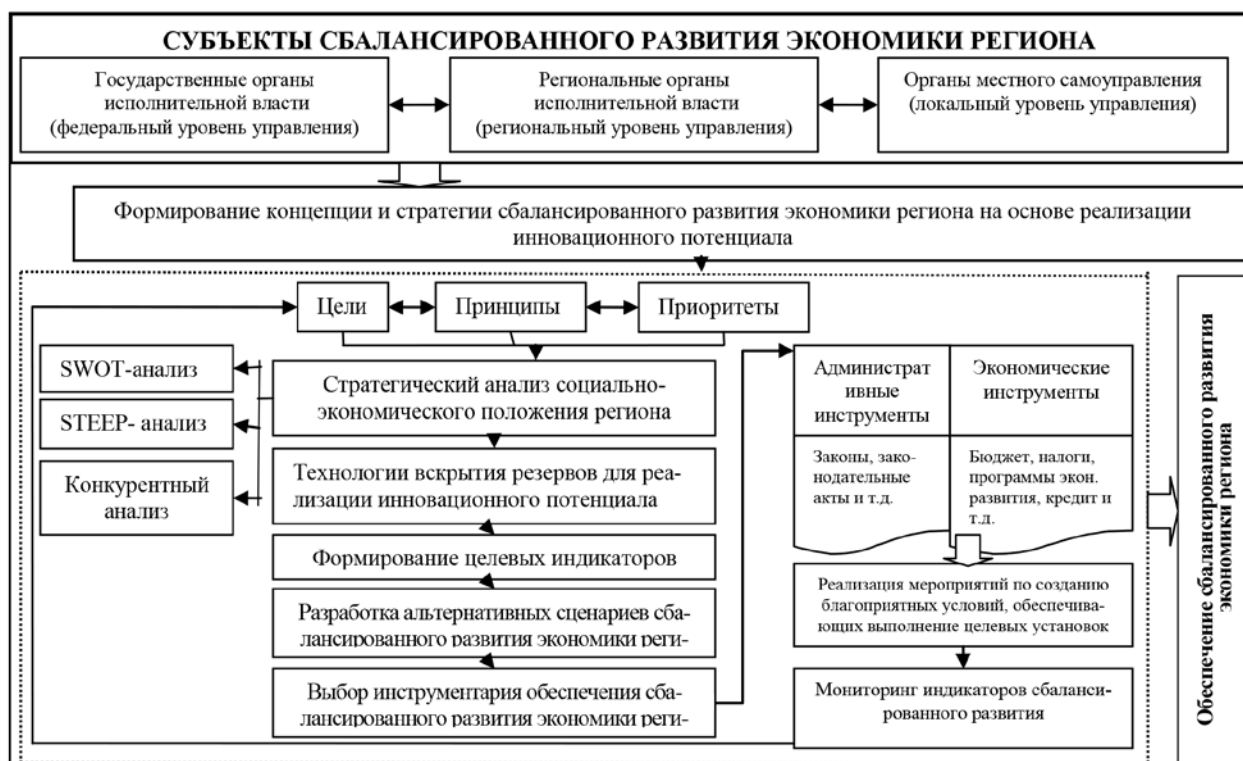 СУБЪЕКТЫ СБАЛАНСИРОВАННОГО РАЗВИТИЯ ЭКОНОМИКИ РЕГИОНА
Государственные органы
исполнительной власти
(федеральный уровень управления)
Региональные органы
исполнительной власти
(региональный уровень управления)
Органы местного самоуправления
(локальный уровень управления)
Формирование концепции и стратегии сбалансированного развития экономики региона на основе реализации
инновационного потенциала
Цели
Принципы
Приоритеты
SWOT-анализ
STEEP- анализ
Конкурентный
анализ
Стратегический анализ социально-
экономического положения региона
Технологии вскрытия резервов для реа-
лизации инновационного потенциала
Формирование целевых индикаторов
Разработка альтернативных сценариев сба-
лансированного развития экономики реги-
Выбор инструментария обеспечения сба-
лансированного развития экономики реги-
Администрат
ивные
инструменты
Экономические
инструменты
Законы, зако-
нодательные
акты и т.д.
Бюджет, налоги,
программы экон.
развития, кредит и
т.д.
Реализация мероприятий по созданию
благоприятных условий, обеспечива-
ющих выполнение целевых установок
Мониторинг индикаторов сбаланси-
рованного развития
Обеспечение сбалансированного развития
экономики региона